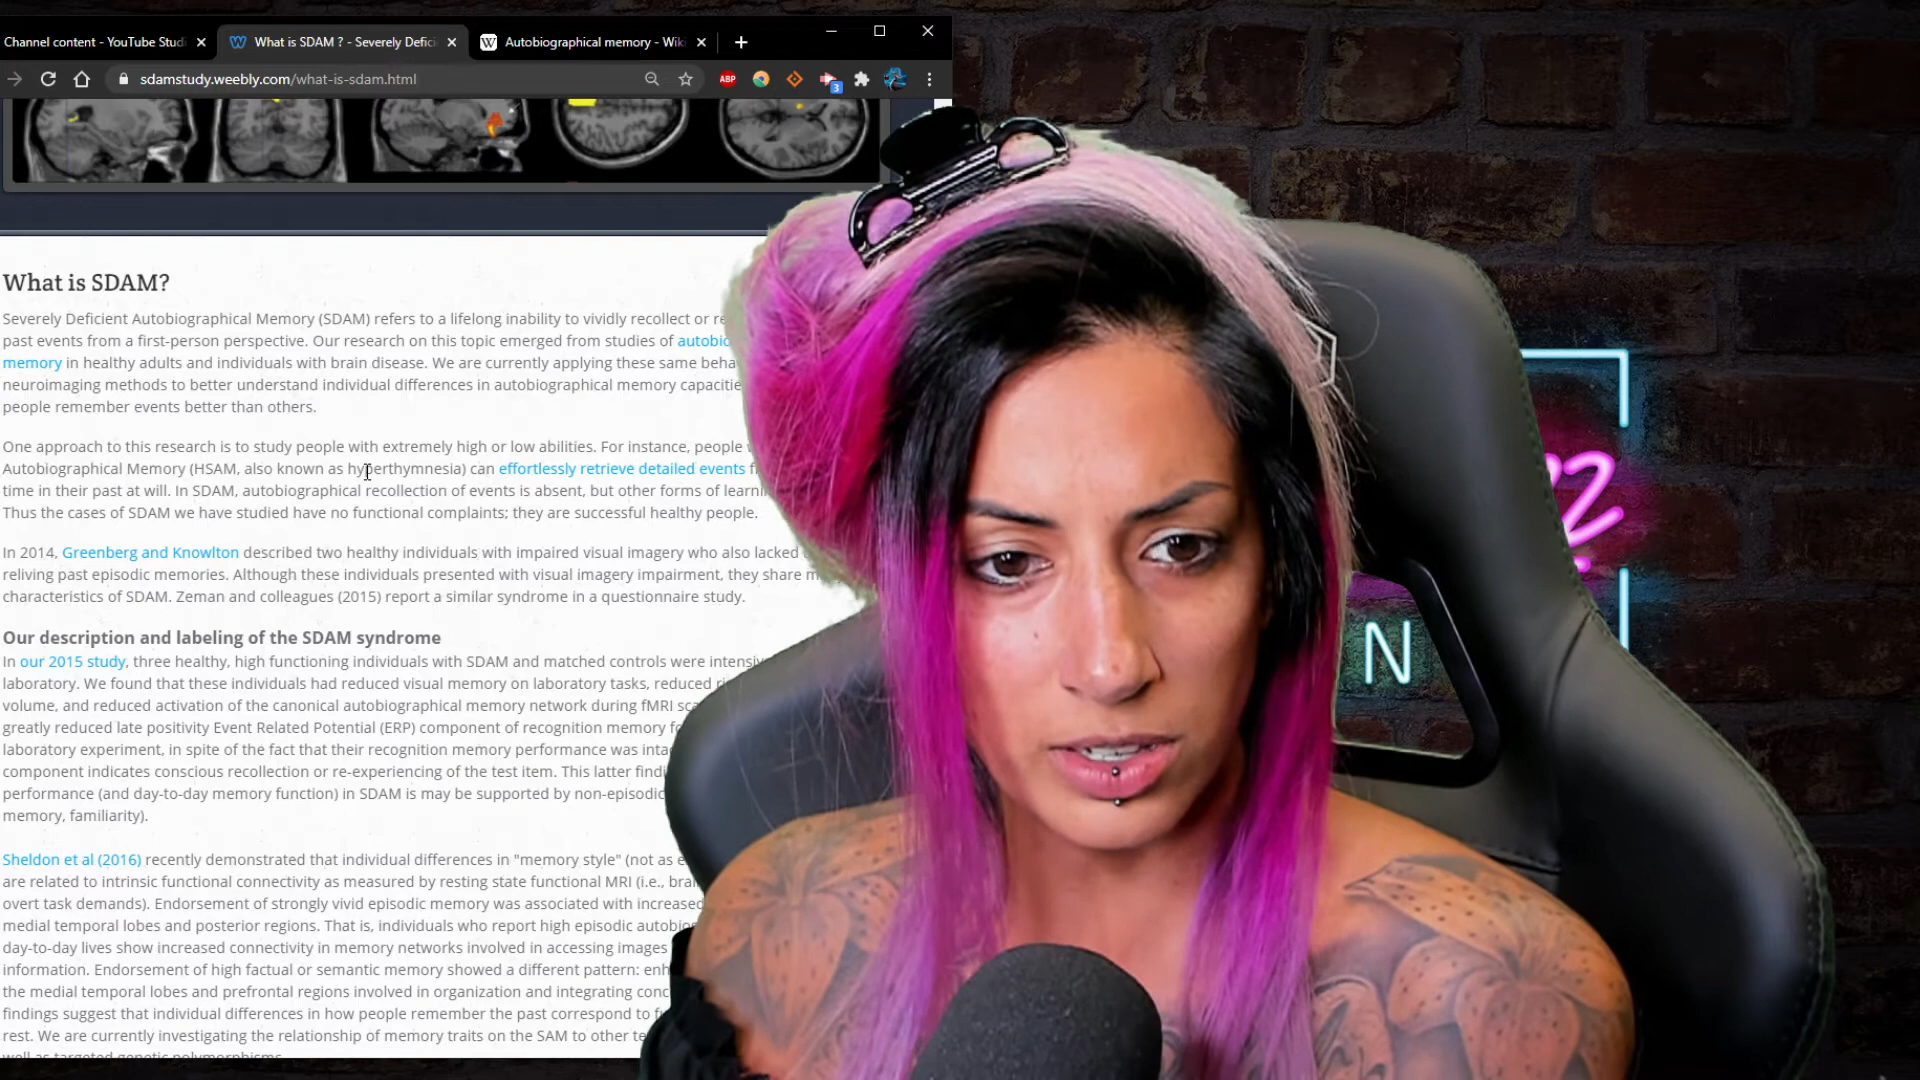 Channel content - YouTube Studi
What is SDAM ? - Severely Defici
Autobiographical memory - Wik
sdamstudy.weebly.com/what-is-sdam.html
ABP
3
What is SDAM?
Severely Deficient Autobiographical Memory (SDAM) refers to a lifelong inability to vividly recollect or re
past events from a first-person perspective. Our research on this topic emerged from studies of autobio
memory in healthy adults and individuals with brain disease. We are currently applying these same beha
neuroimaging methods to better understand individual differences in autobiographical memory capacitie
people remember events better than others.
One approach to this research is to study people with extremely high or low abilities. For instance, people
Autobiographical Memory (HSAM, also known as hyperthymnesia) can effortlessly retrieve detailed events
time in their past at will. In SDAM, autobiographical recollection of events is absent, but other forms of learni
Thus the cases of SDAM we have studied have no functional complaints; they are successful healthy people.
In 2014, Greenberg and Knowlton described two healthy individuals with impaired visual imagery who also lacked
reliving past episodic memories. Although these individuals presented with visual imagery impairment, they share m
characteristics of SDAM. Zeman and colleagues (2015) report a similar syndrome in a questionnaire study.
Our description and labeling of the SDAM syndrome
In our 2015 study, three healthy, high functioning individuals with SDAM and matched controls were intensiv
laboratory. We found that these individuals had reduced visual memory on laboratory tasks, reduced ri
volume, and reduced activation of the canonical autobiographical memory network during fMRI sca
greatly reduced late positivity Event Related Potential (ERP) component of recognition memory fo
laboratory experiment, in spite of the fact that their recognition memory performance was inta
component indicates conscious recollection or re-experiencing of the test item. This latter findi
performance (and day-to-day memory function) in SDAM is may be supported by non-episodic
memory, familiarity).
Sheldon et al (2016) recently demonstrated that individual differences in "memory style" (not as e
are related to intrinsic functional connectivity as measured by resting state functional MRI (i.e., brai
overt task demands). Endorsement of strongly vivid episodic memory was associated with increased
medial temporal lobes and posterior regions. That is, individuals who report high episodic autobio
day-to-day lives show increased connectivity in memory networks involved in accessing images
information. Endorsement of high factual or semantic memory showed a different pattern: enh
the medial temporal lobes and prefrontal regions involved in organization and integrating conc
findings suggest that individual differences in how people remember the past correspond to f
rest. We are currently investigating the relationship of memory traits on the SAM to other te
well as targeted genetic polymorphisms.
N